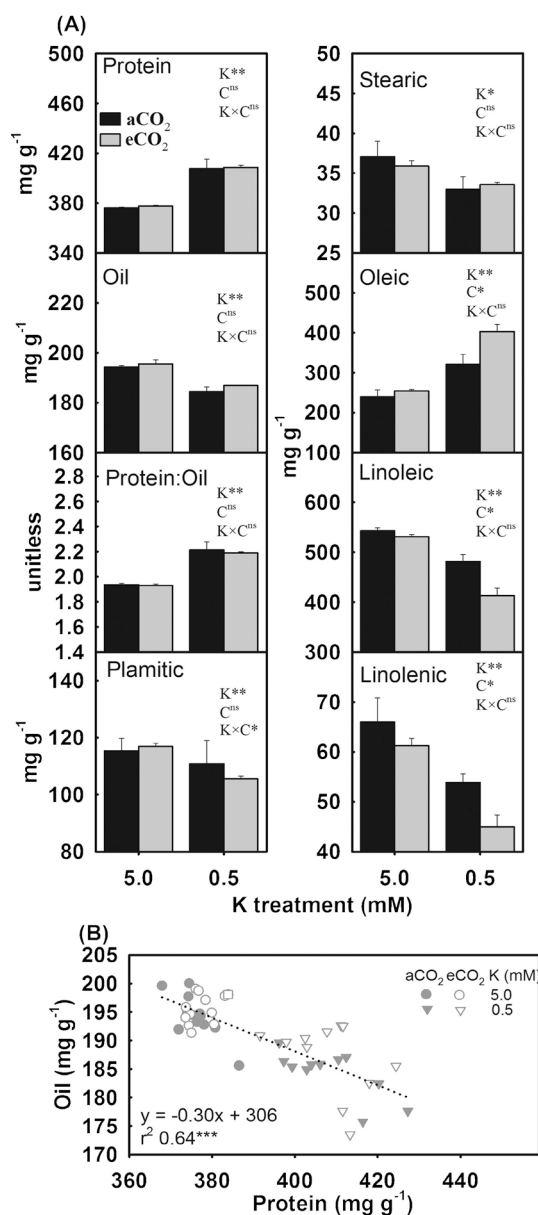 (A)
Protein
aCO2
eCO2
K**
C^ns
K×C^ns
mg g-1
500
460
420
380
340
Oil
K**
C^ns
K×C^ns
mg g-1
220
200
180
160
Protein:Oil
K**
C^ns
K×C^ns
unitless
2.6
2.4
2.2
2.0
1.8
1.6
1.4
Plamitic
K**
C^ns
K×C*
mg g-1
140
120
100
80
5.0
0.5
Stearic
K*
C^ns
K×C^ns
50
45
40
35
30
25
Oleic
K**
C*
K×C^ns
500
400
300
200
100
mg g-1
Linoleic
K**
C*
K×C^ns
600
500
400
300
Linolenic
K**
C*
K×C^ns
70
60
50
40
5.0
0.5
K treatment (mM)
(B)
aCO2 eCO2 K (mM)
5.0
0.5
Oil (mg g-1)
205
200
195
190
185
180
175
170
y = -0.30x + 306
r2 0.64***
360 380 400 420 440
Protein (mg g-1)